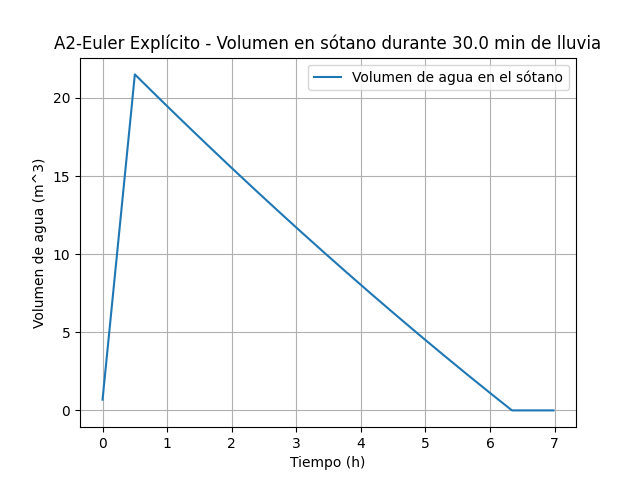 A2-Euler Explícito - Volumen en sótano durante 30.0 min de lluvia
Volumen de agua en el sótano
20
15
10
5
0
Volumen de agua (m^3)
0 1 2 3 4 5 6 7
Tiempo (h)